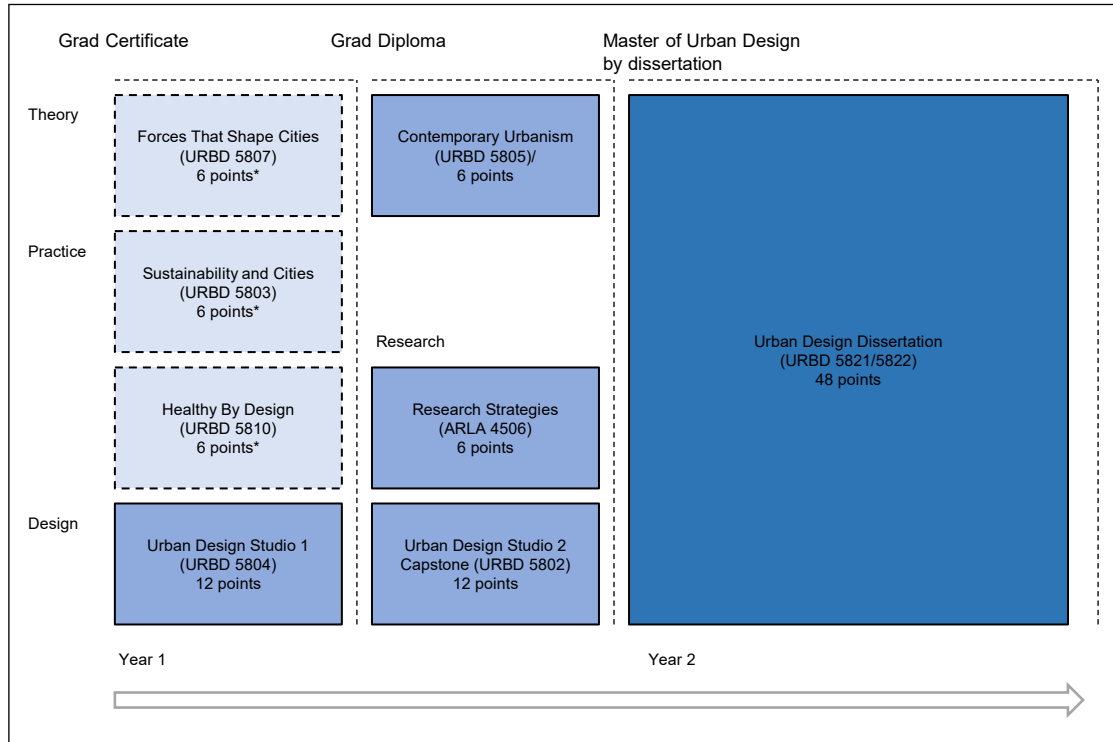 Grad Certificate
Grad Diploma
Master of Urban Design
by dissertation
Theory
Forces That Shape Cities
(URBD 5807)
6 points*
Contemporary Urbanism
(URBD 5805)/
6 points
Practice
Sustainability and Cities
(URBD 5803)
6 points*
Urban Design Dissertation
(URBD 5821/5822)
48 points
Research
Healthy By Design
(URBD 5810)
6 points*
Research Strategies
(ARLA 4506)
6 points
Design
Urban Design Studio 1
(URBD 5804)
12 points
Urban Design Studio 2
Capstone (URBD 5802)
12 points
Year 1
Year 2